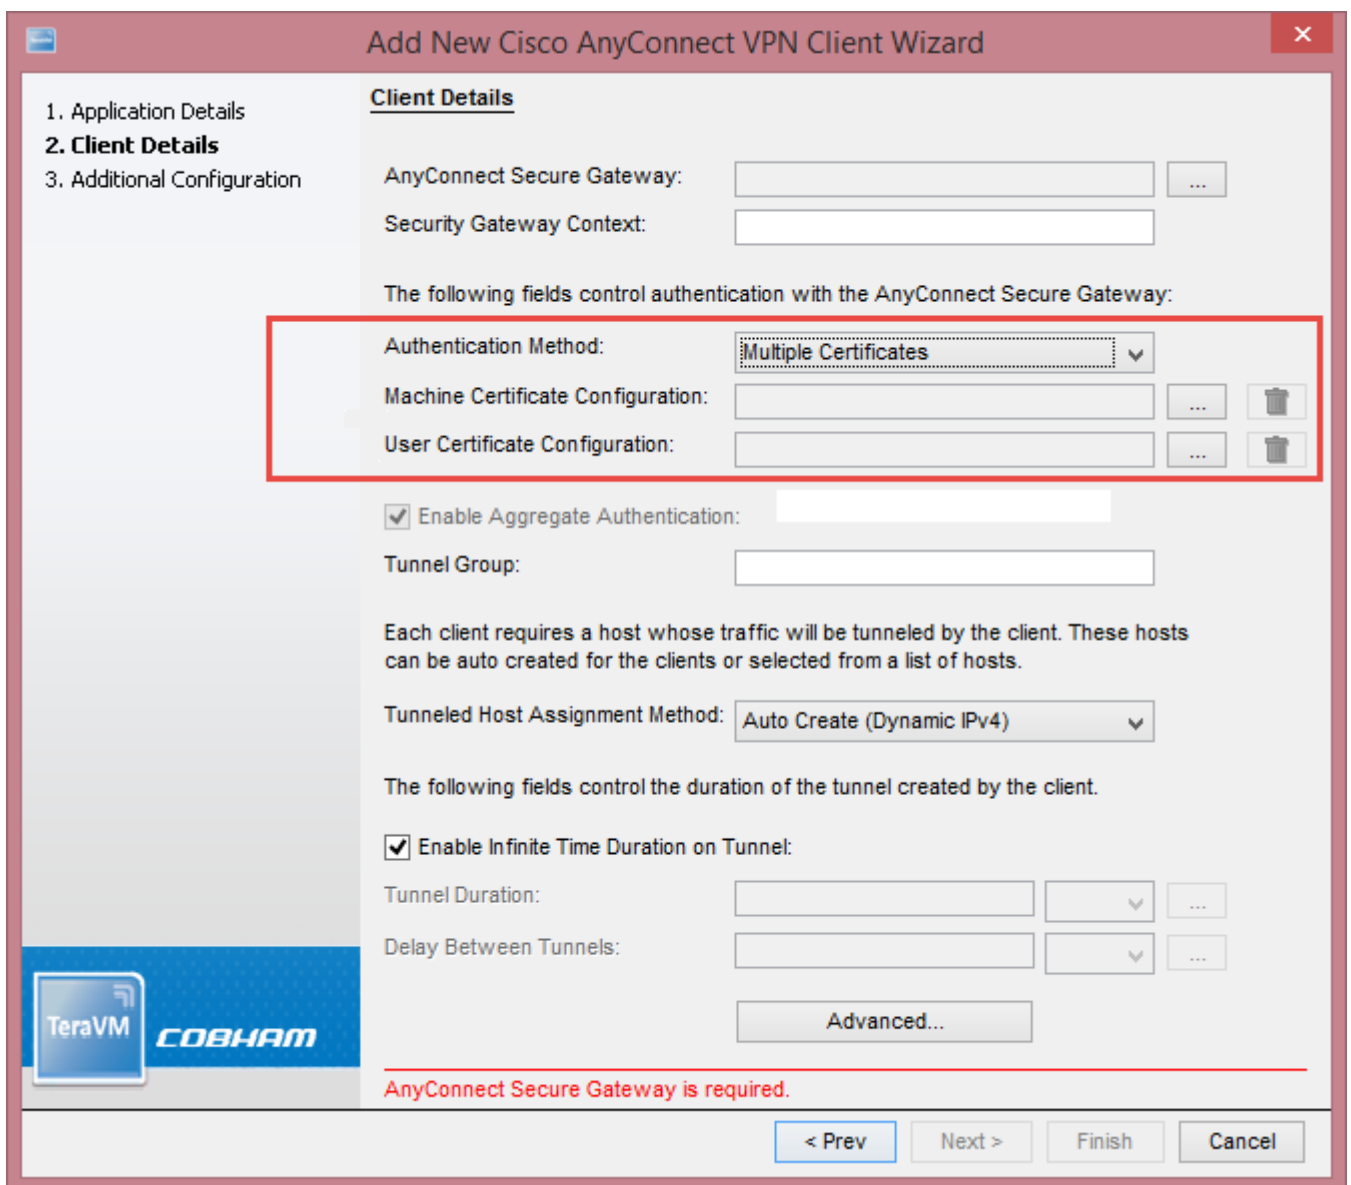 Add New Cisco AnyConnect VPN Client Wizard
1. Application Details
2. Client Details
3. Additional Configuration
Client Details
AnyConnect Secure Gateway:
...
Security Gateway Context:
The following fields control authentication with the AnyConnect Secure Gateway:
Authentication Method:
Multiple Certificates
Machine Certificate Configuration:
...
User Certificate Configuration:
...
Enable Aggregate Authentication:
Tunnel Group:
Each client requires a host whose traffic will be tunneled by the client. These hosts
can be auto created for the clients or selected from a list of hosts.
Tunneled Host Assignment Method:
Auto Create (Dynamic IPv4)
The following fields control the duration of the tunnel created by the client.
Enable Infinite Time Duration on Tunnel:
Tunnel Duration:
...
Delay Between Tunnels:
...
Advanced...
TeraVM
COBHAM
AnyConnect Secure Gateway is required.
< Prev
Next >
Finish
Cancel